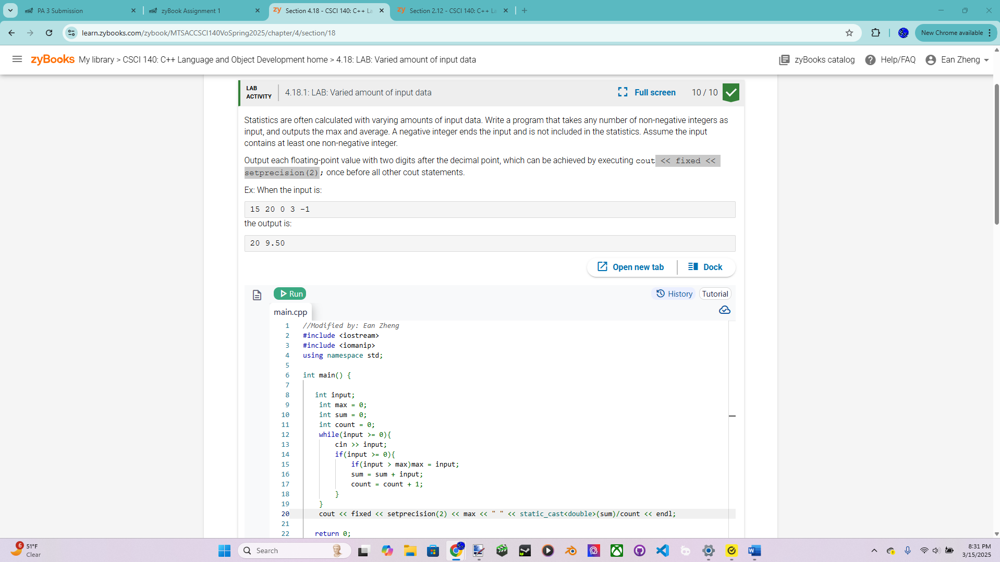 PA 3 Submission
zyBook Assignment 1
zy Section 4.18 - CSCI 140: C++ La
zy Section 2.12 - CSCI 140: C++ La
learn.zybooks.com/zybook/MTSACCSCI140VoSpring2025/chapter/4/section/18
New Chrome available
zyBooks My library > CSCI 140: C++ Language and Object Development home > 4.18: LAB: Varied amount of input data
zyBooks catalog
Help/FAQ
Ean Zheng
LAB
ACTIVITY
4.18.1: LAB: Varied amount of input data
Full screen
10 / 10
Statistics are often calculated with varying amounts of input data. Write a program that takes any number of non-negative integers as
input, and outputs the max and average. A negative integer ends the input and is not included in the statistics. Assume the input
contains at least one non-negative integer.
Output each floating-point value with two digits after the decimal point, which can be achieved by executing cout << fixed <<
setprecision(2); once before all other cout statements.
Ex: When the input is:
15 20 0 3 -1
the output is:
20 9.50
Open new tab
Dock
Run
History
Tutorial
main.cpp
1 //Modified by: Ean Zheng
2 #include <iostream>
3 #include <iomanip>
4 using namespace std;
5
6 int main() {
7
8 int input;
9 int max = 0;
10 int sum = 0;
11 int count = 0;
12 while(input >= 0){
13 cin >> input;
14 if(input >= 0){
15 if(input > max)max = input;
16 sum = sum + input;
17 count = count + 1;
18 }
19 }
20 cout << fixed << setprecision(2) << max << " " << static_cast<double>(sum)/count << endl;
21
22 return 0;
6
51°F
Clear
Search
8:31 PM
3/15/2025